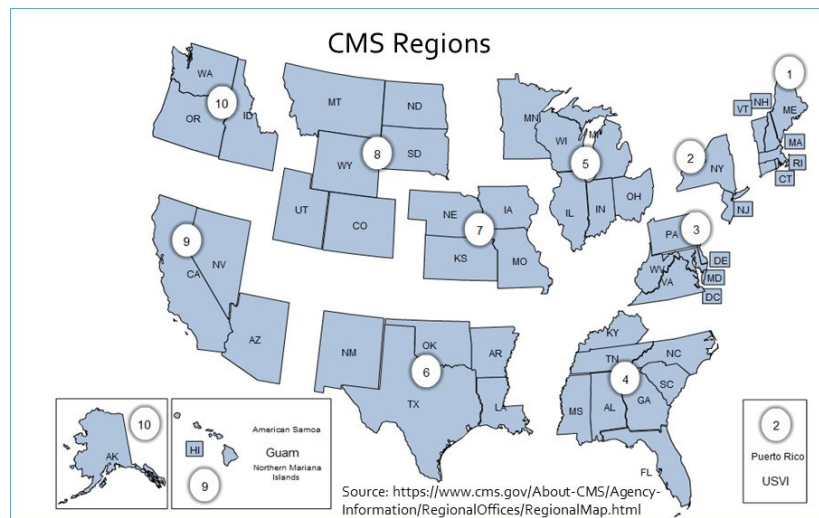 CMS Regions
WA
10
OR
ID
MT
ND
WY
8
SD
UT
CO
MN
WI
MI
5
IL
IN
OH
1
VT
NH
ME
MA
RI
CT
2
NY
NJ
9
NV
CA
AZ
NE
IA
7
KS
MO
PA
3
WV
VA
DE
MD
DC
NM
OK
AR
6
TX
LA
KY
TN
NC
4
SC
MS
AL
GA
FL
10
AK
American Samoa
HI
Guam
Northern Mariana
Islands
9
2
Puerto Rico
USVI
Source: https://www.cms.gov/About-CMS/Agency-
Information/RegionalOffices/RegionalMap.html